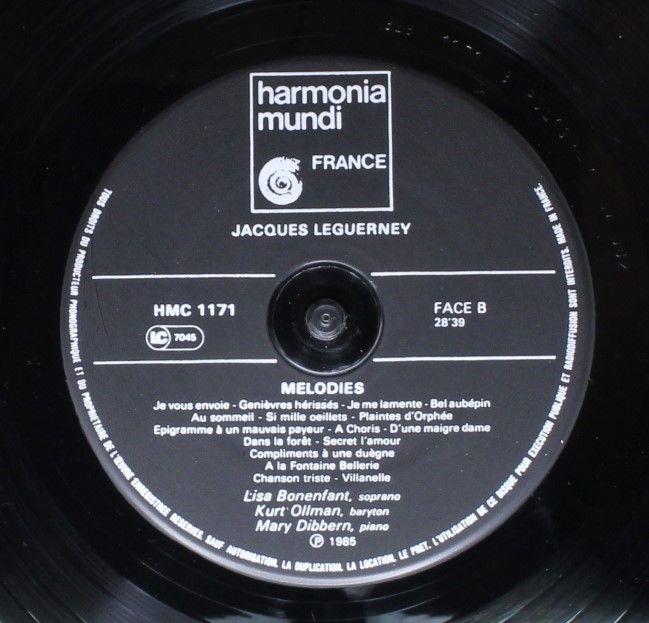 harmonia
mundi
FRANCE
JACQUES LEGUERNEY
HMC 1171
FACE B
28'39
LC 7045
MELODIES
Je vous envoie - Genièvres hérissés - Je me lamente - Bel aubépin
Au sommeil - Si mille oeillets - Plaintes d'Orphée
Epigramme à un mauvais payeur - A Choris - D'une maigre dame
Dans la forêt - Secret l'amour
Compliments à une duègne
A la Fontaine Bellerie
Chanson triste - Villanelle
Lisa Bonenfant, soprano
Kurt Ollman, baryton
Mary Dibbern, piano
℗ 1985
TOUS DROITS DU PRODUCTEUR PHONOGRAPHIQUE ET DU PROPRIETAIRE DE L'ŒUVRE ENREGISTREE RESERVES. SAUF AUTORISATION, LA DUPLICATION, LA LOCATION, LE PRET, L'UTILISATION DE CE DISQUE POUR EXECUTION PUBLIQUE ET RADIODIFFUSION SONT INTERDITS. MADE IN FRANCE.